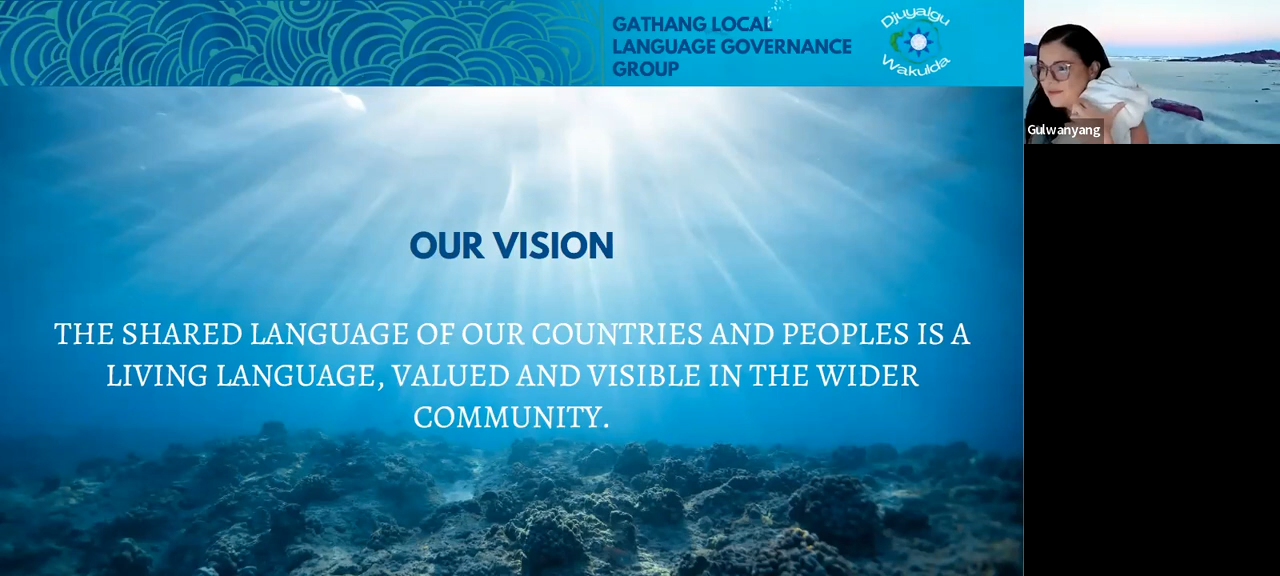 GATHANG LOCAL
LANGUAGE GOVERNANCE
GROUP
Djuyalgu
Wakulda
Gulwanyang
OUR VISION
THE SHARED LANGUAGE OF OUR COUNTRIES AND PEOPLES IS A
LIVING LANGUAGE, VALUED AND VISIBLE IN THE WIDER
COMMUNITY.